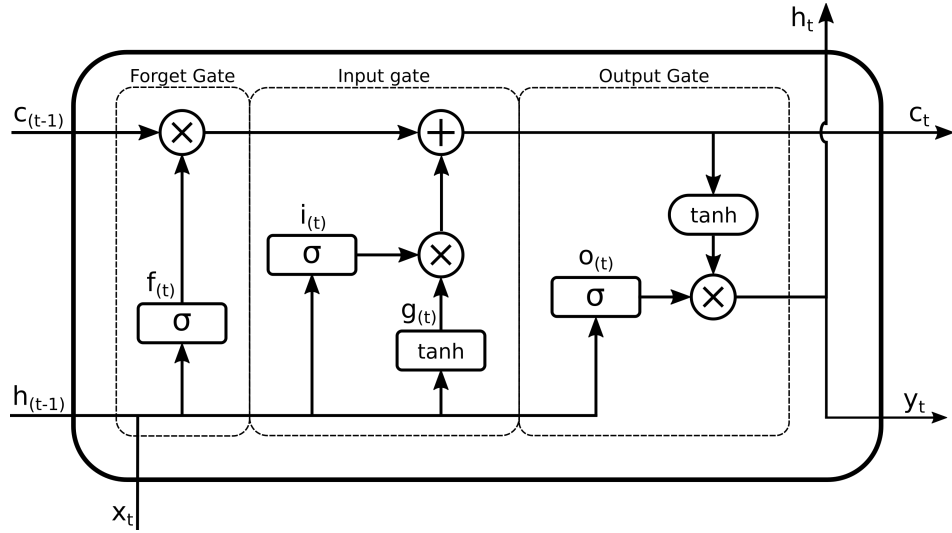 h_t
Forget Gate
Input gate
Output Gate
c_(t-1)
c_t
tanh
i_(t)
σ
o_(t)
σ
f_(t)
σ
g_(t)
tanh
h_(t-1)
y_t
x_t